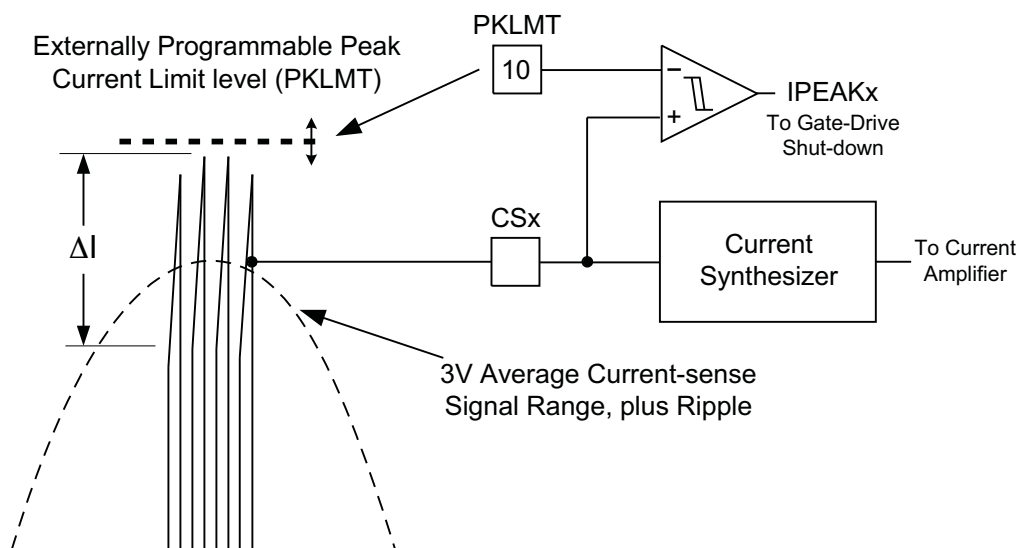 Externally Programmable Peak
Current Limit level (PKLMT)
PKLMT
10
−
+
IPEAKx
To Gate-Drive
Shut-down
ΔI
CSx
Current
Synthesizer
To Current
Amplifier
3V Average Current-sense
Signal Range, plus Ripple